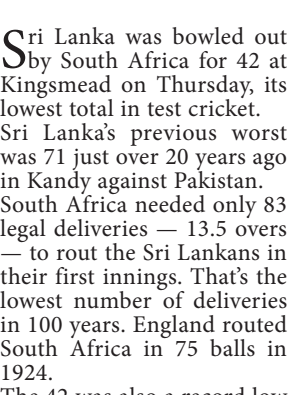 Sri Lanka was bowled out
by South Africa for 42 at
Kingsmead on Thursday, its
lowest total in test cricket.
Sri Lanka's previous worst
was 71 just over 20 years ago
in Kandy against Pakistan.
South Africa needed only 83
legal deliveries — 13.5 overs
— to rout the Sri Lankans in
their first innings. That's the
lowest number of deliveries
in 100 years. England routed
South Africa in 75 balls in
1924.
The 42 was also a record low